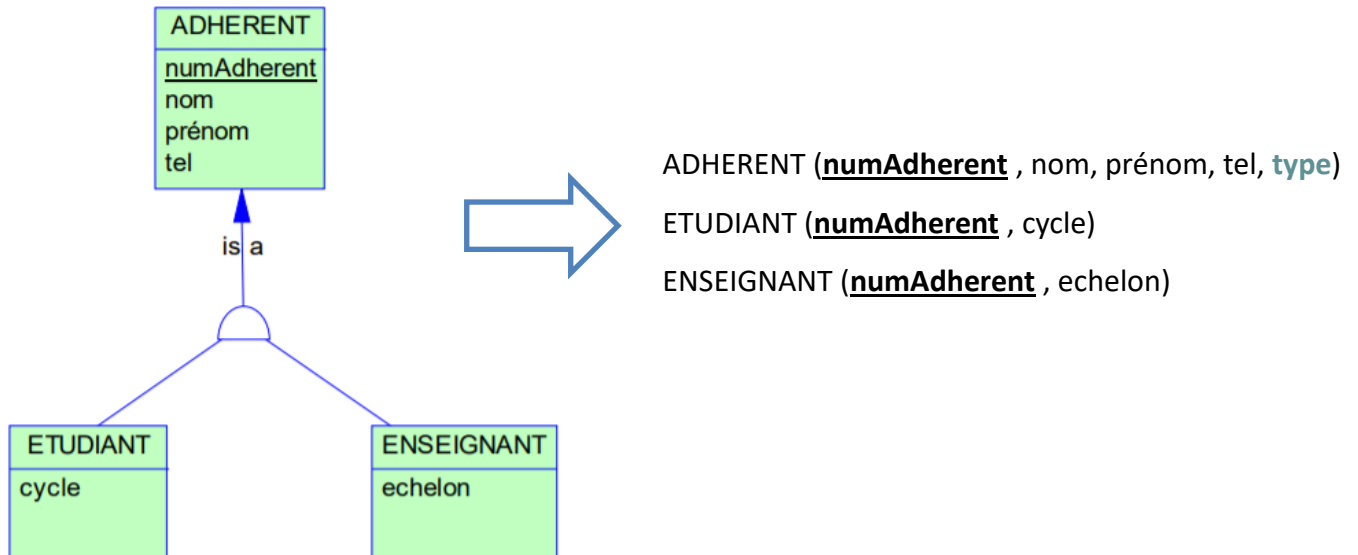 ADHERENT
numAdherent
nom
prénom
tel
is a
ETUDIANT
cycle
ENSEIGNANT
echelon
ADHERENT (numAdherent , nom, prénom, tel, type)
ETUDIANT (numAdherent , cycle)
ENSEIGNANT (numAdherent , echelon)